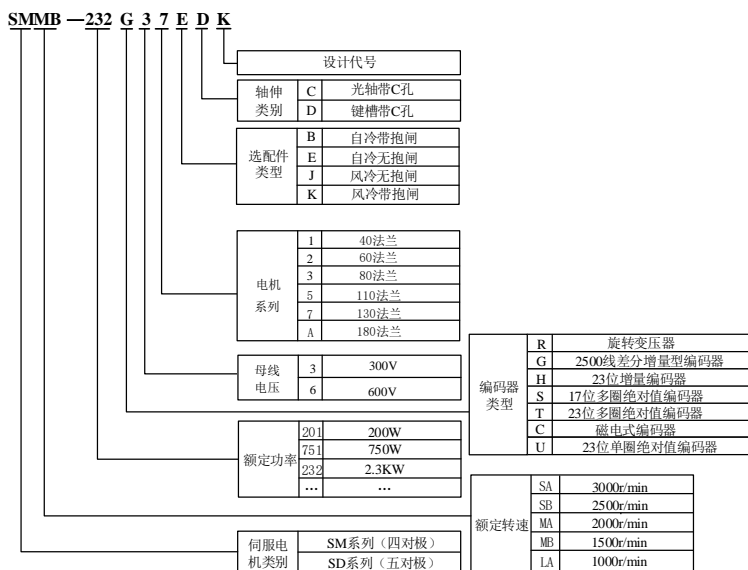 SMMB—232 G 3 7 E D K
设计代号
轴伸类别
C 光轴带C孔
D 键槽带C孔
选配件类型
B 自冷带抱闸
E 自冷无抱闸
J 风冷无抱闸
K 风冷带抱闸
电机系列
1 40法兰
2 60法兰
3 80法兰
5 110法兰
7 130法兰
A 180法兰
母线电压
3 300V
6 600V
编码器类型
R 旋转变压器
G 2500线差分增量型编码器
H 23位增量编码器
S 17位多圈绝对值编码器
T 23位多圈绝对值编码器
C 磁电式编码器
U 23位单圈绝对值编码器
额定功率
201 200W
751 750W
232 2.3KW
... ...
额定转速
SA 3000r/min
SB 2500r/min
MA 2000r/min
MB 1500r/min
LA 1000r/min
伺服电机类别
SM系列（四对极）
SD系列（五对极）